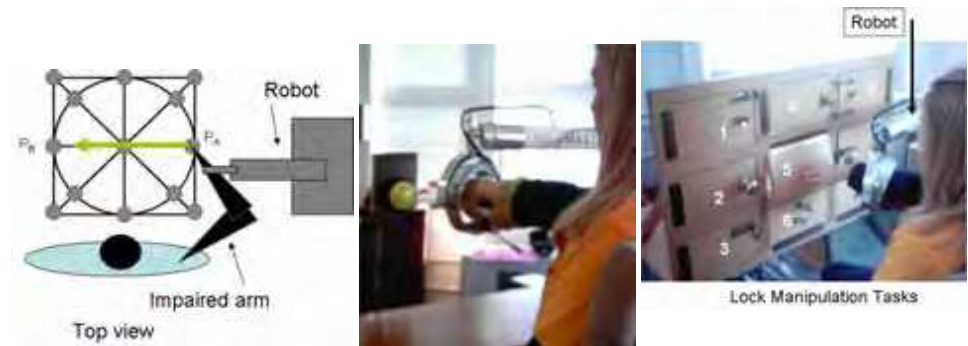 Robot
P_B
P_A
Impaired arm
Top view
Robot
1
2
3
5
6
Lock Manipulation Tasks